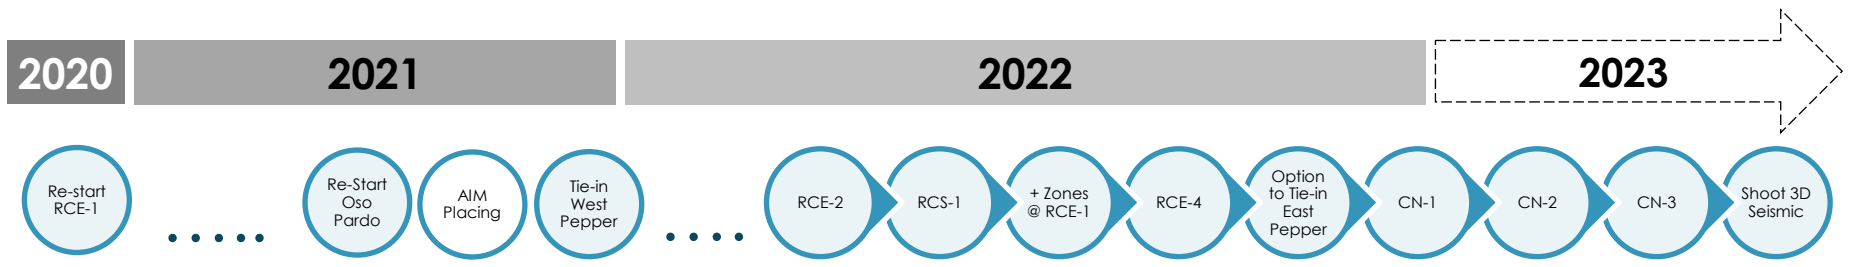 2020
2021
2022
2023
Re-start
RCE-1
Re-Start
Oso
Pardo
AIM
Placing
Tie-in
West
Pepper
RCE-2
RCS-1
+ Zones
@ RCE-1
RCE-4
Option
to Tie-in
East
Pepper
CN-1
CN-2
CN-3
Shoot 3D
Seismic